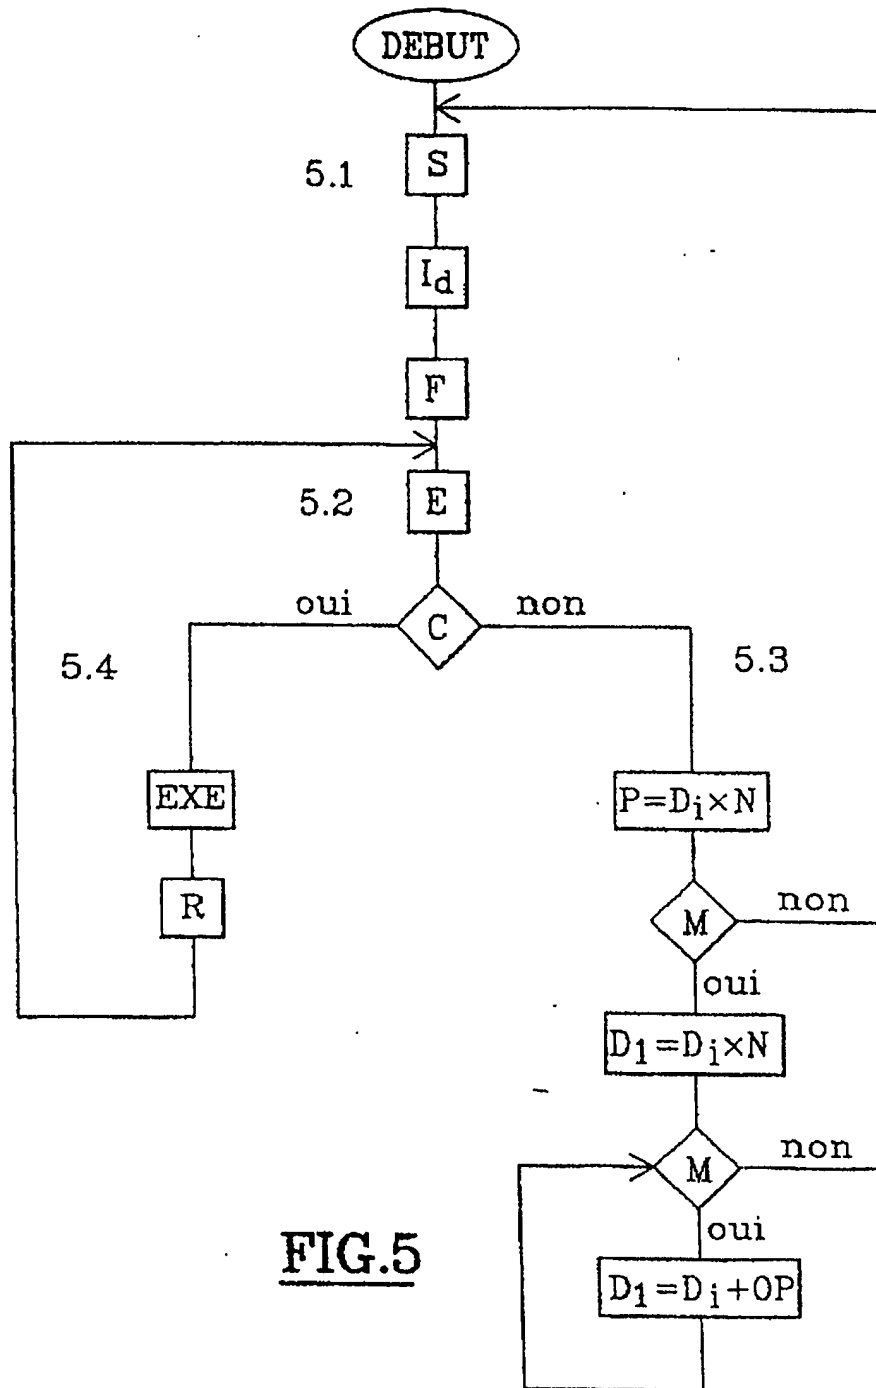 DEBUT
S
5.1
Id
F
5.2
E
oui
C
non
5.4
5.3
EXE
P=Di×N
R
M
non
oui
D1=Di×N
M
non
oui
FIG.5
D1=Di+OP